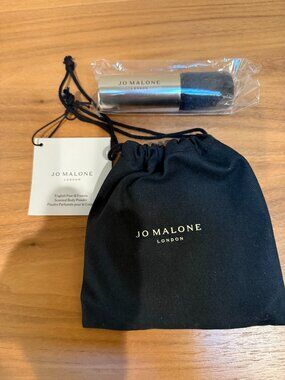 JO MALONE
LONDON
JO MALONE
LONDON
English Pear & Freesia
Scented Body Powder
Poudre Parfumée pour le Corps
JO MALONE
LONDON